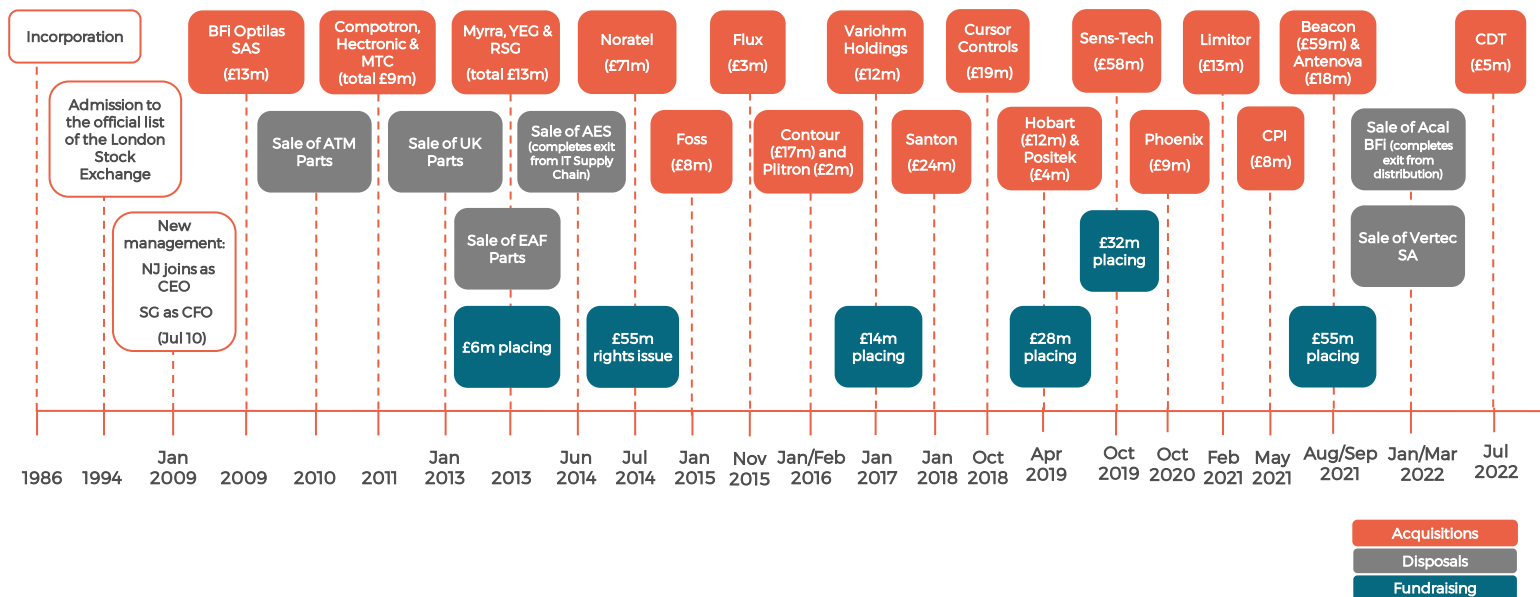 Incorporation
Admission to
the official list
of the London
Stock
Exchange
New
management:
NJ joins as
CEO
SG as CFO
(Jul 10)
BFi Optilas
SAS
(£13m)
Compotron,
Hectronic &
MTC
(total £9m)
Myrra, YEG &
RSG
(total £13m)
Noratel
(£71m)
Flux
(£3m)
Variohm
Holdings
(£12m)
Cursor
Controls
(£19m)
Sens-Tech
(£58m)
Limitor
(£13m)
Beacon
(£59m) &
Antenova
(£18m)
CDT
(£5m)
Sale of ATM
Parts
Sale of UK
Parts
Sale of AES
(completes exit
from IT Supply
Chain)
Foss
(£8m)
Contour
(£17m) and
Plitron (£2m)
Santon
(£24m)
Hobart
(£12m) &
Positek
(£4m)
Phoenix
(£9m)
CPI
(£8m)
Sale of Acal
BFi (completes
exit from
distribution)
Sale of EAF
Parts
£32m
placing
Sale of Vertec
SA
£6m placing
£55m
rights issue
£14m
placing
£28m
placing
£55m
placing
1986
1994
Jan
2009
2009
2010
2011
Jan
2013
2013
Jun
2014
Jul
2014
Jan
2015
Nov
2015
Jan/Feb
2016
Jan
2017
Jan
2018
Oct
2018
Apr
2019
Oct
2019
Oct
2020
Feb
2021
May
2021
Aug/Sep
2021
Jan/Mar
2022
Jul
2022
Acquisitions
Disposals
Fundraising